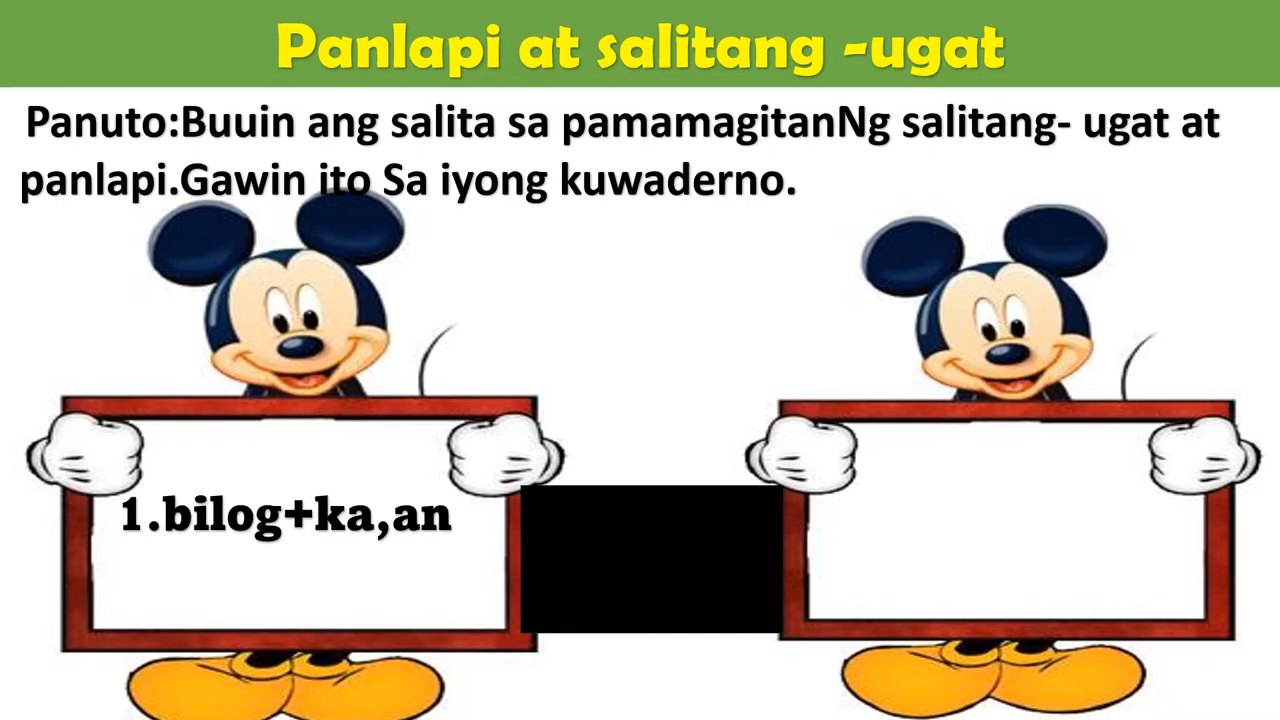 Panlapi at salitang -ugat
Panuto:Buuin ang salita sa pamamagitanNg salitang- ugat at
panlapi.Gawin ito Sa iyong kuwaderno.
1.bilog+ka,an